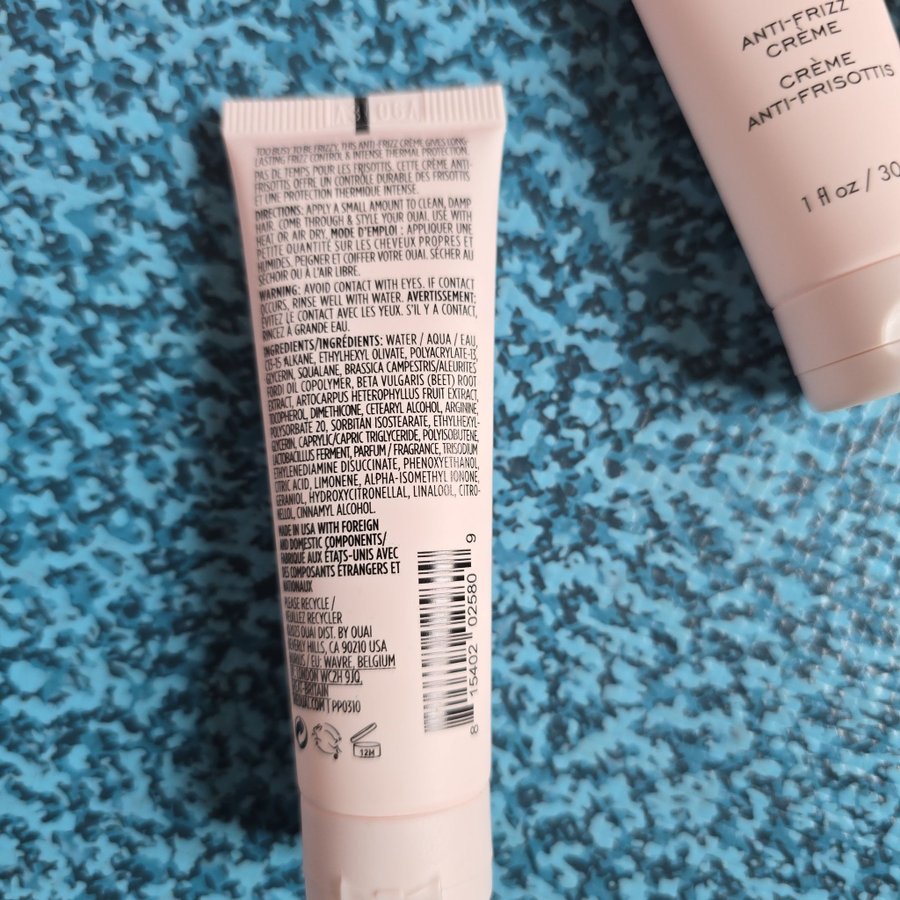 TOO BUSY TO BE FRIZZY, THIS ANTI-FRIZZ CRÈME GIVES LONG-
LASTING FRIZZ CONTROL & INTENSE THERMAL PROTECTION.
PAS DE TEMPS POUR LES FRISOTTIS. CETTE CRÈME ANTI-
FRISOTTIS OFFRE UN CONTRÔLE DURABLE DES FRISOTTIS
ET UNE PROTECTION THERMIQUE INTENSE.
DIRECTIONS: APPLY A SMALL AMOUNT TO CLEAN, DAMP
HAIR. COMB THROUGH & STYLE YOUR OUAI. USE WITH
HEAT OR AIR DRY. MODE D'EMPLOI : APPLIQUER UNE
PETITE QUANTITÉ SUR LES CHEVEUX PROPRES ET
HUMIDES. PEIGNER ET COIFFER VOTRE OUAI. SÉCHER AU
SÉCHOIR OU À L'AIR LIBRE.
WARNING: AVOID CONTACT WITH EYES. IF CONTACT
OCCURS, RINSE WELL WITH WATER. AVERTISSEMENT:
ÉVITEZ LE CONTACT AVEC LES YEUX. S'IL Y A CONTACT,
RINCEZ À GRANDE EAU.
INGREDIENTS/INGRÉDIENTS: WATER / AQUA / EAU,
C13-15 ALKANE, ETHYLHEXYL OLIVATE, POLYACRYLATE-13,
GLYCERIN, SQUALANE, BRASSICA CAMPESTRIS/ALEURITES
FORDI OIL COPOLYMER, BETA VULGARIS (BEET) ROOT
EXTRACT, ARTOCARPUS HETEROPHYLLUS FRUIT EXTRACT,
TOCOPHEROL, DIMETHICONE, CETEARYL ALCOHOL, ARGININE,
POLYSORBATE 20, SORBITAN ISOSTEARATE, ETHYLHEXYL-
GLYCERIN, CAPRYLIC/CAPRIC TRIGLYCERIDE, POLYISOBUTENE,
LACTOBACILLUS FERMENT, PARFUM / FRAGRANCE, TRISODIUM
ETHYLENEDIAMINE DISUCCINATE, PHENOXYETHANOL,
CITRIC ACID, LIMONENE, ALPHA-ISOMETHYL IONONE,
GERANIOL, HYDROXYCITRONELLAL, LINALOOL, CITRO-
NELLOL, CINNAMYL ALCOHOL.
MADE IN USA WITH FOREIGN
AND DOMESTIC COMPONENTS/
FABRIQUÉ AUX ÉTATS-UNIS AVEC
DES COMPOSANTS ÉTRANGERS ET
NATIONAUX
PLEASE RECYCLE /
VEUILLEZ RECYCLER
©2023 OUAI DIST. BY OUAI
BEVERLY HILLS, CA 90210 USA
EU: WAVRE, BELGIUM
LONDON WC2H 9JQ,
BRITAIN
PP0310
12M
8 15402 02580 9
ANTI-FRIZZ
CRÈME
CRÈME
ANTI-FRISOTTIS
1 fl oz / 30